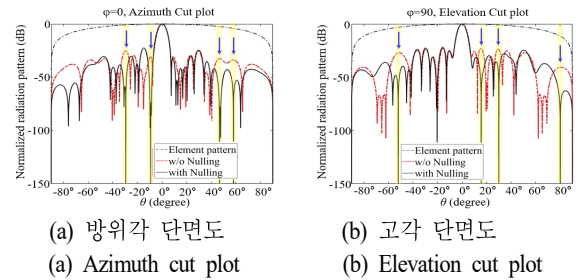 φ=0, Azimuth Cut plot
Normalized radiation pattern (dB)
0
-50
-100
-150
Element pattern
w/o Nulling
with Nulling
-80° -60° -40° -20° 0° 20° 40° 60° 80°
θ (degree)
(a) 방위각 단면도
(a) Azimuth cut plot
φ=90, Elevation Cut plot
Normalized radiation pattern (dB)
0
-50
-100
-150
Element pattern
w/o Nulling
with Nulling
-80° -60° -40° -20° 0° 20° 40° 60° 80°
θ (degree)
(b) 고각 단면도
(b) Elevation cut plot